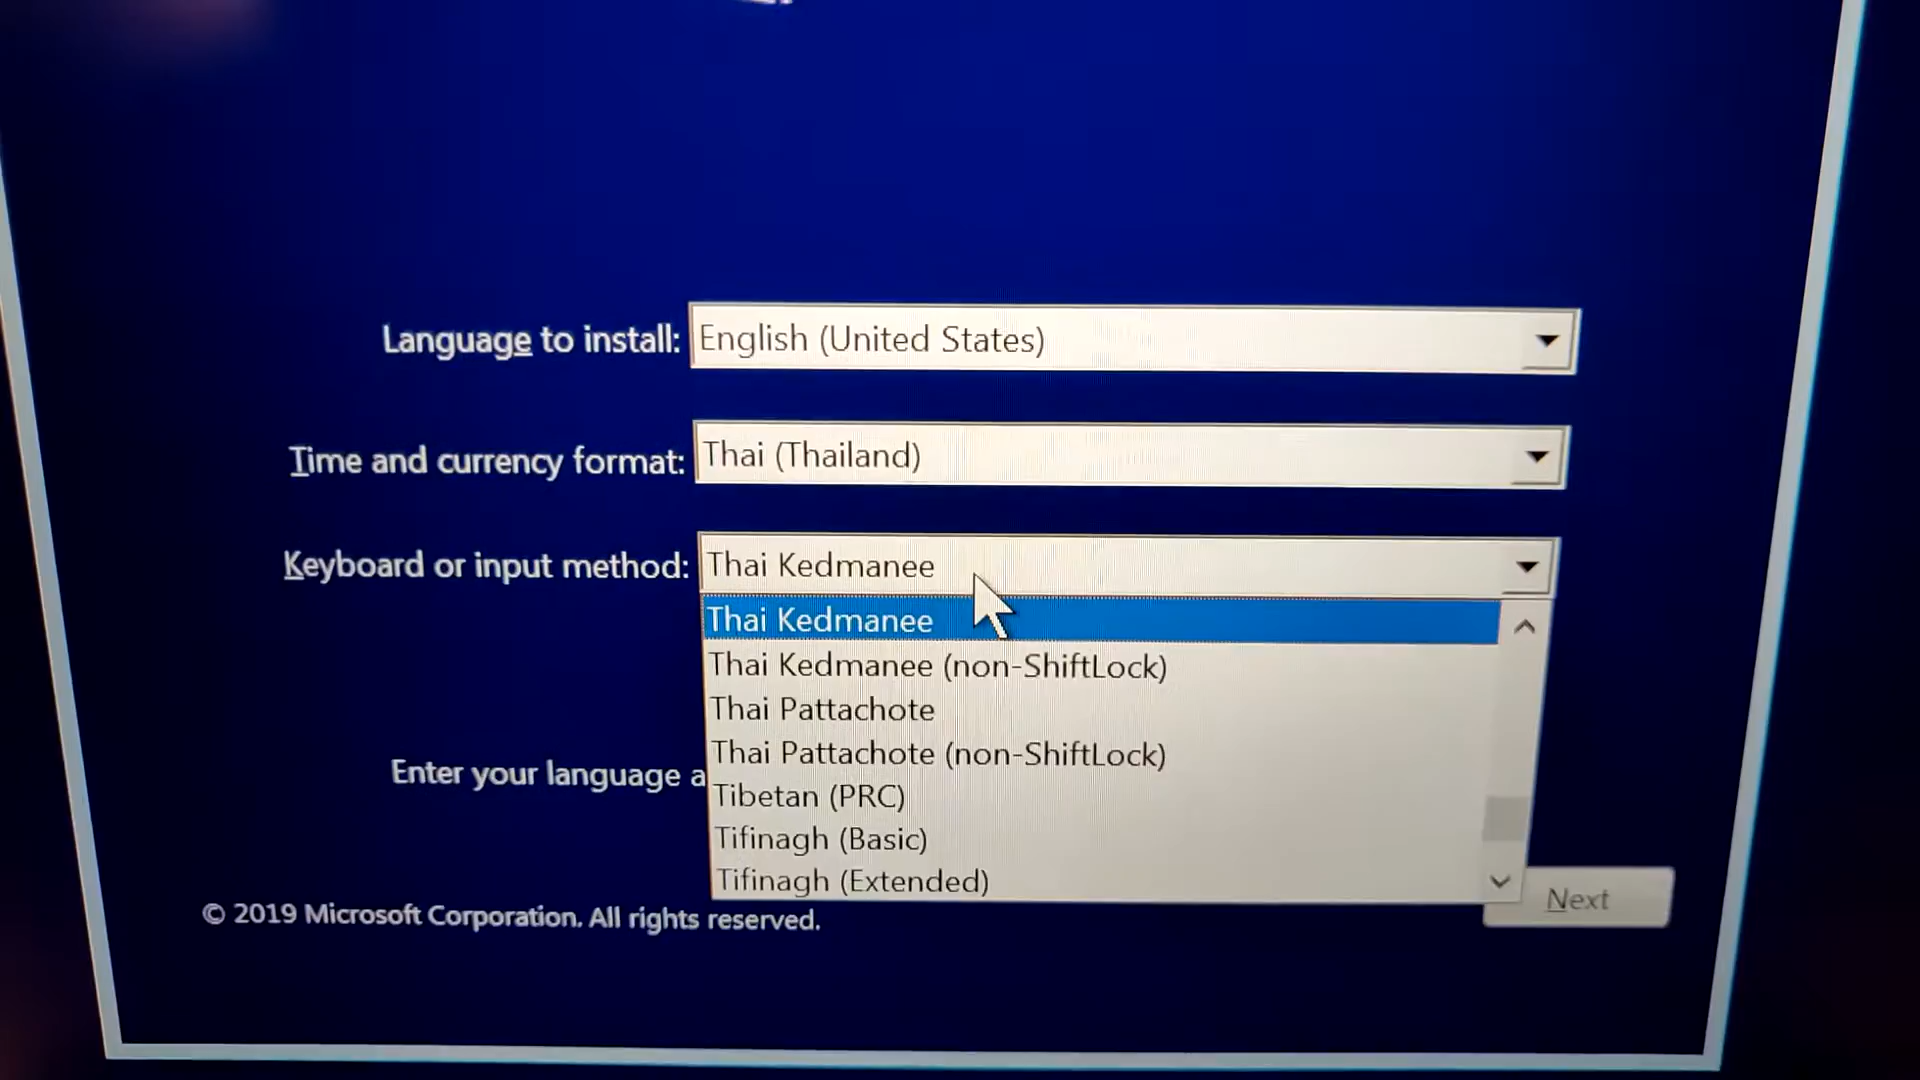 Language to install: English (United States)
Time and currency format: Thai (Thailand)
Keyboard or input method: Thai Kedmanee
Thai Kedmanee
Thai Kedmanee (non-ShiftLock)
Thai Pattachote
Thai Pattachote (non-ShiftLock)
Tibetan (PRC)
Tifinagh (Basic)
Tifinagh (Extended)
Enter your language a
Next
© 2019 Microsoft Corporation. All rights reserved.